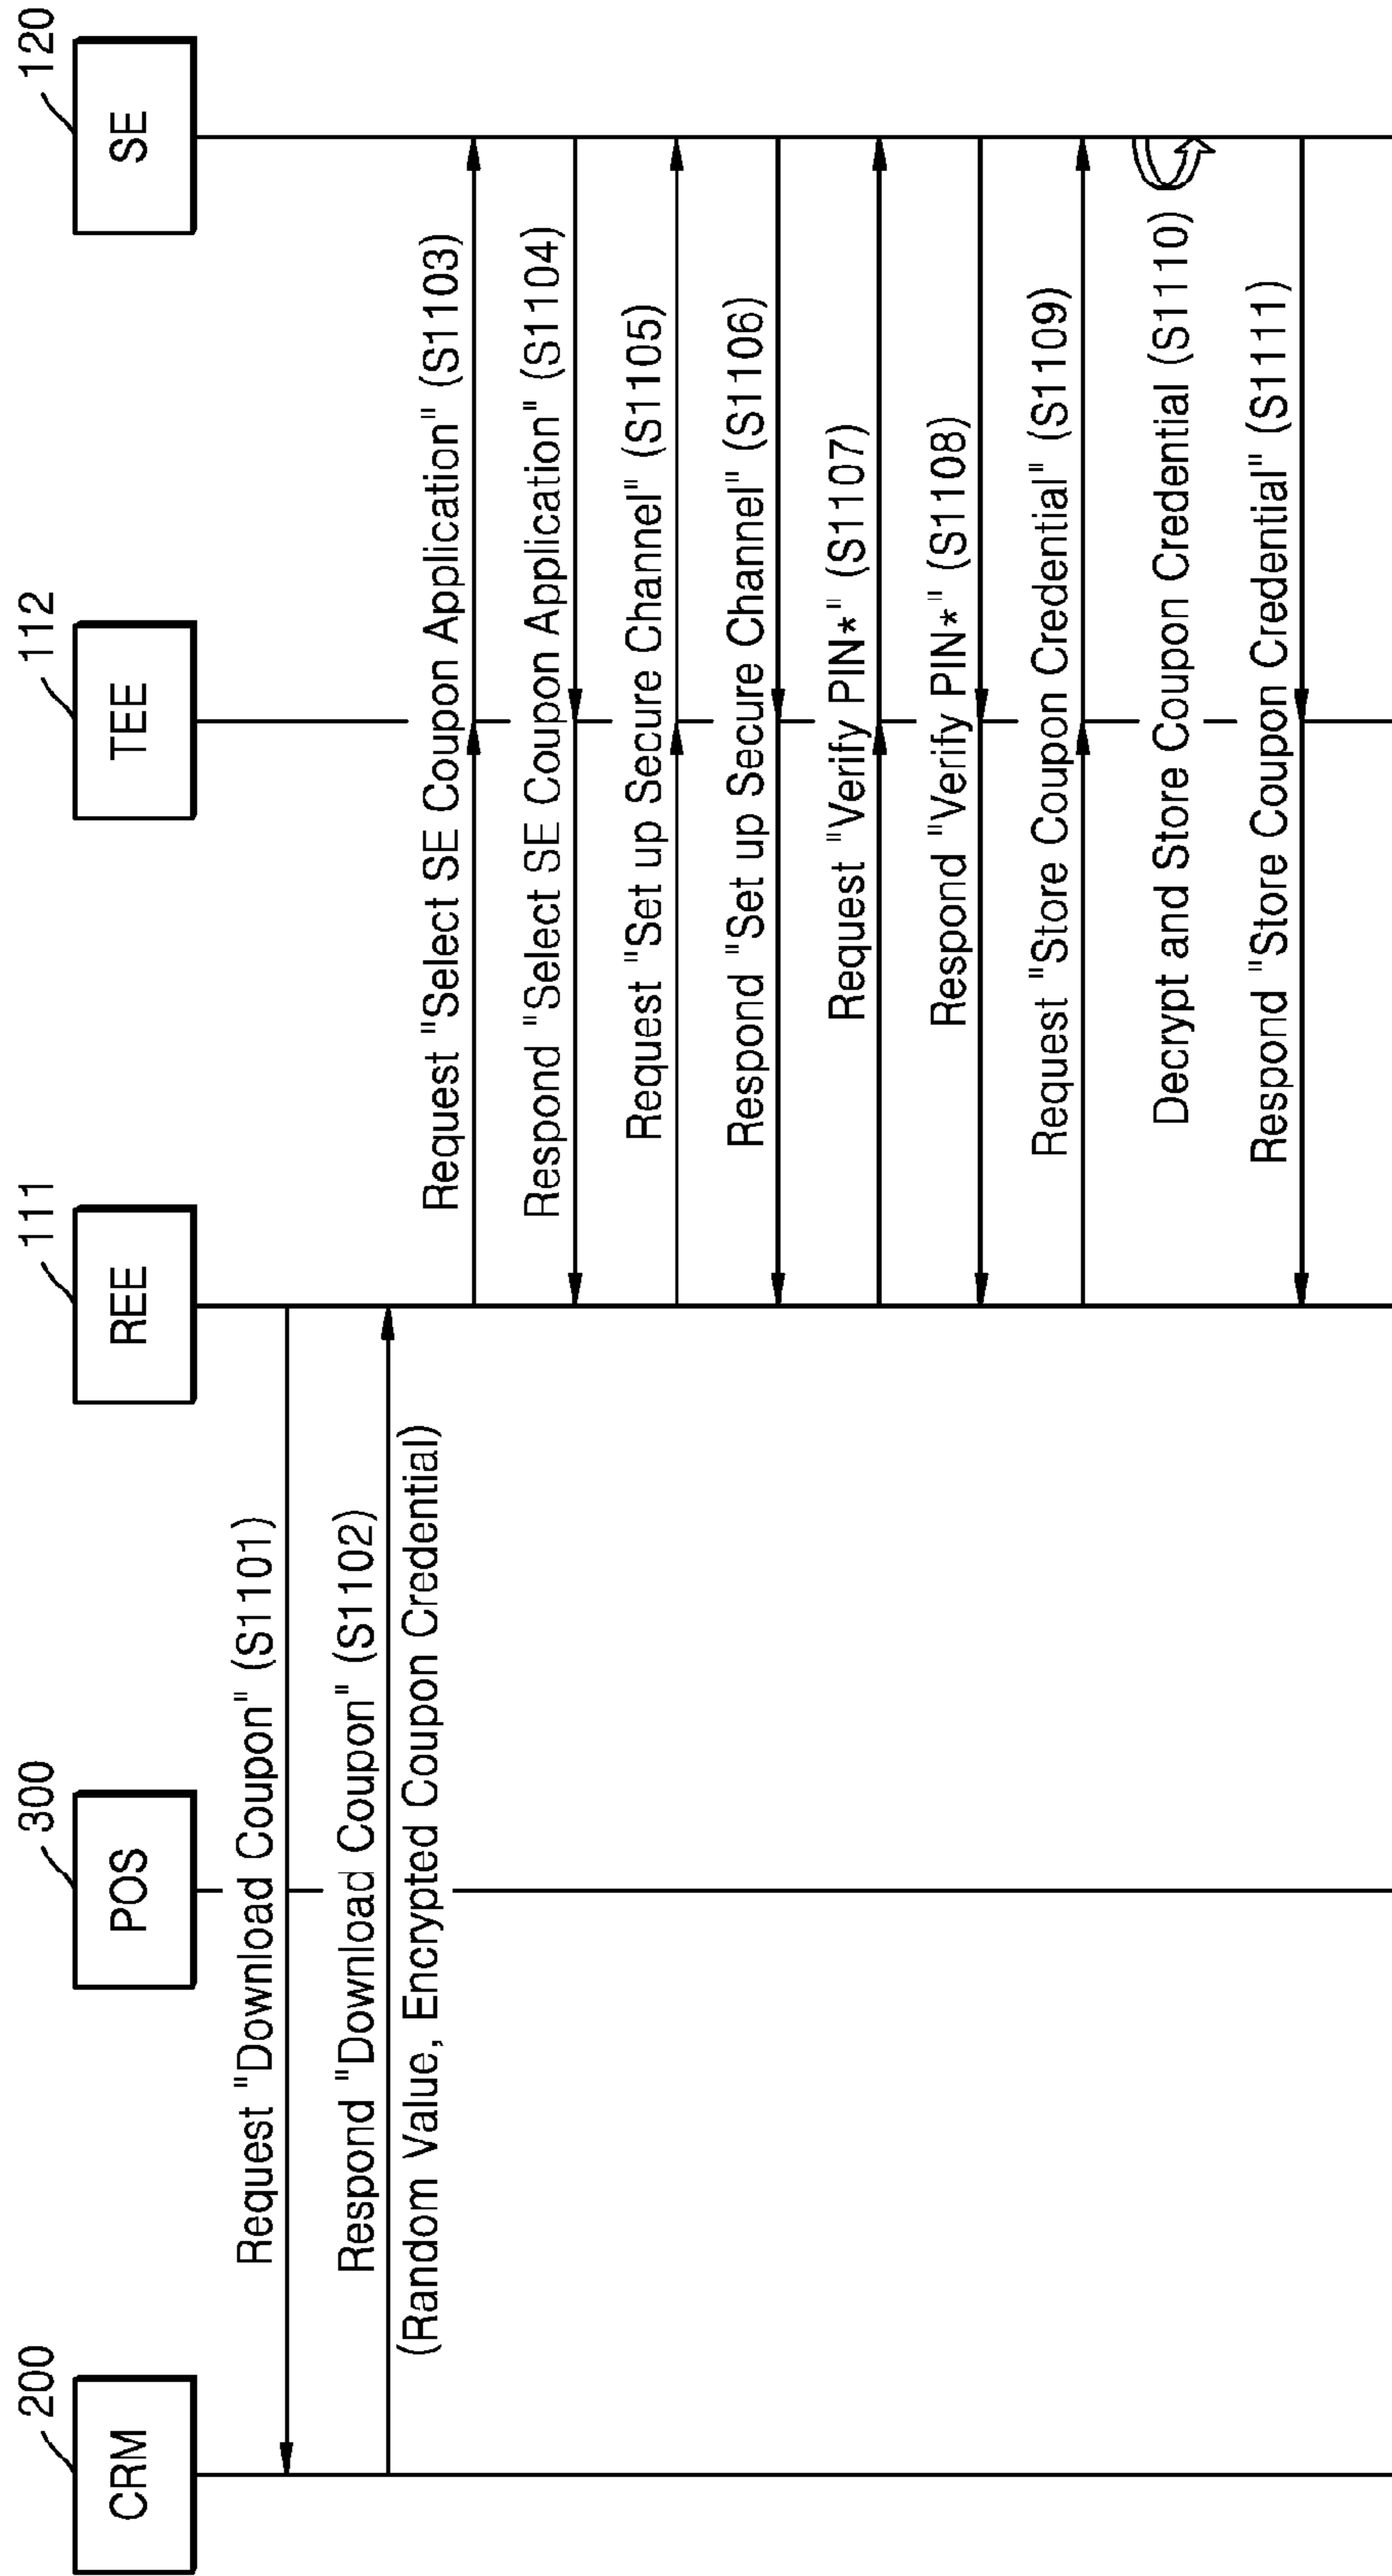 200
300
111
112
120
CRM
POS
REE
TEE
SE
Request "Download Coupon" (S1101)
Respond "Download Coupon" (S1102)
(Random Value, Encrypted Coupon Credential)
Request "Select SE Coupon Application" (S1103)
Respond "Select SE Coupon Application" (S1104)
Request "Set up Secure Channel" (S1105)
Respond "Set up Secure Channel" (S1106)
Request "Verify PIN*" (S1107)
Respond "Verify PIN*" (S1108)
Request "Store Coupon Credential" (S1109)
Decrypt and Store Coupon Credential (S1110)
Respond "Store Coupon Credential" (S1111)